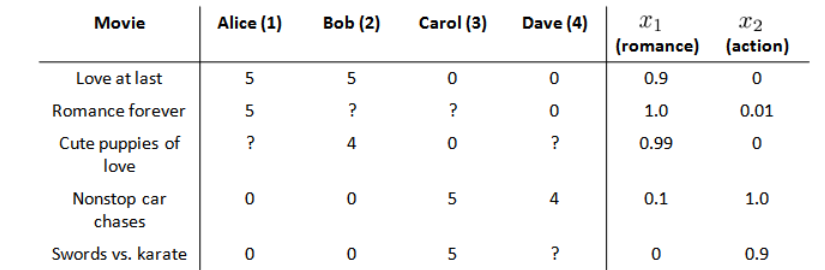 Movie Alice (1) Bob (2) Carol (3) Dave (4) x₁ (romance) x₂ (action)
Love at last 5 5 0 0 0.9 0
Romance forever 5 ? ? 0 1.0 0.01
Cute puppies of love ? 4 0 ? 0.99 0
Nonstop car chases 0 0 5 4 0.1 1.0
Swords vs. karate 0 0 5 ? 0 0.9